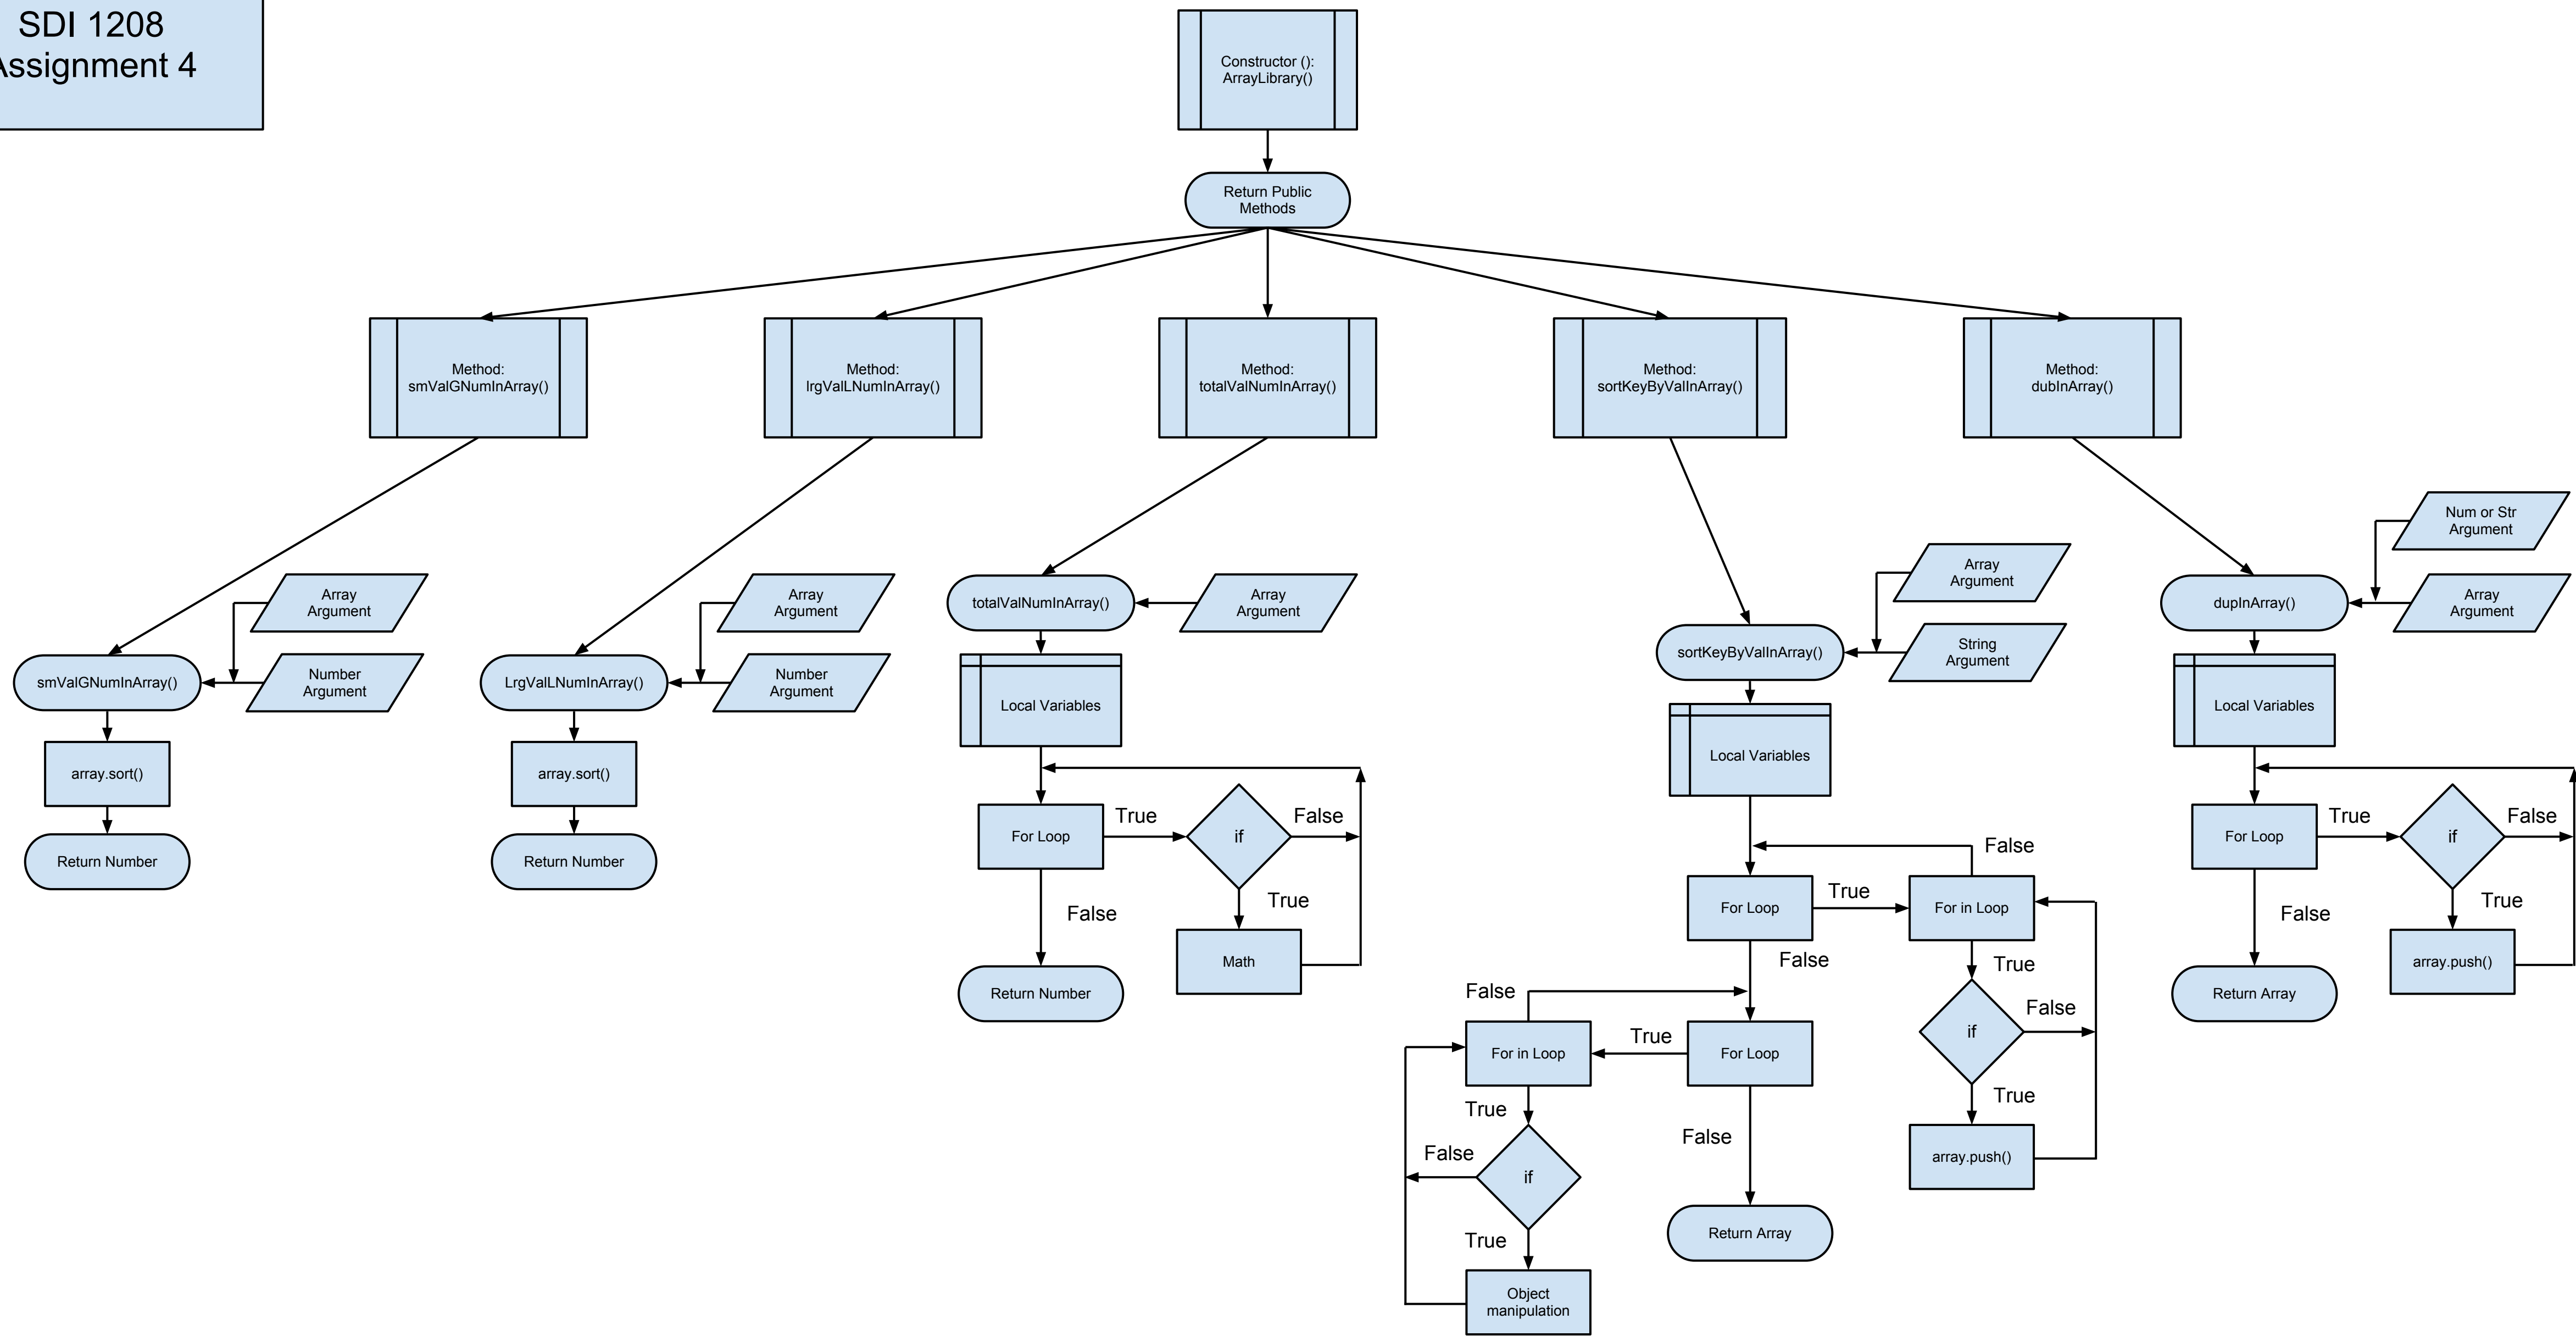 SDI 1208
Assignment 4
Constructor ():
ArrayLibrary()
Return Public
Methods
Method:
smValGNumInArray()
Method:
lrgValLNumInArray()
Method:
totalValNumInArray()
Method:
sortKeyByValInArray()
Method:
dubInArray()
Array
Argument
Number
Argument
smValGNumInArray()
array.sort()
Return Number
Array
Argument
Number
Argument
LrgValLNumInArray()
array.sort()
Return Number
totalValNumInArray()
Array
Argument
Local Variables
For Loop
True
if
False
True
False
Math
Return Number
Array
Argument
String
Argument
sortKeyByValInArray()
Local Variables
False
For Loop
True
For in Loop
False
True
if
False
True
array.push()
False
For in Loop
True
For Loop
True
False
False
if
True
Return Array
Object
manipulation
Num or Str
Argument
Array
Argument
dupInArray()
Local Variables
For Loop
True
if
False
True
False
array.push()
Return Array